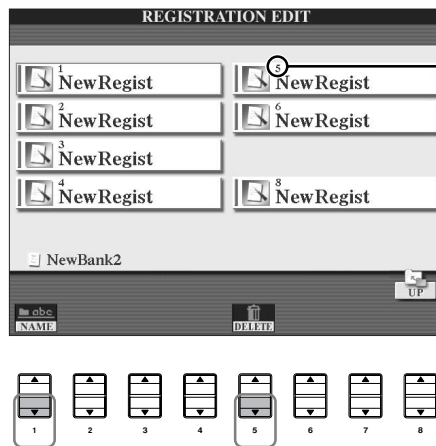 REGISTRATION EDIT
1 NewRegist
5 NewRegist
2 NewRegist
6 NewRegist
3 NewRegist
4 NewRegist
8 NewRegist
NewBank2
UP
abc
NAME
DELETE
1 2 3 4 5 6 7 8